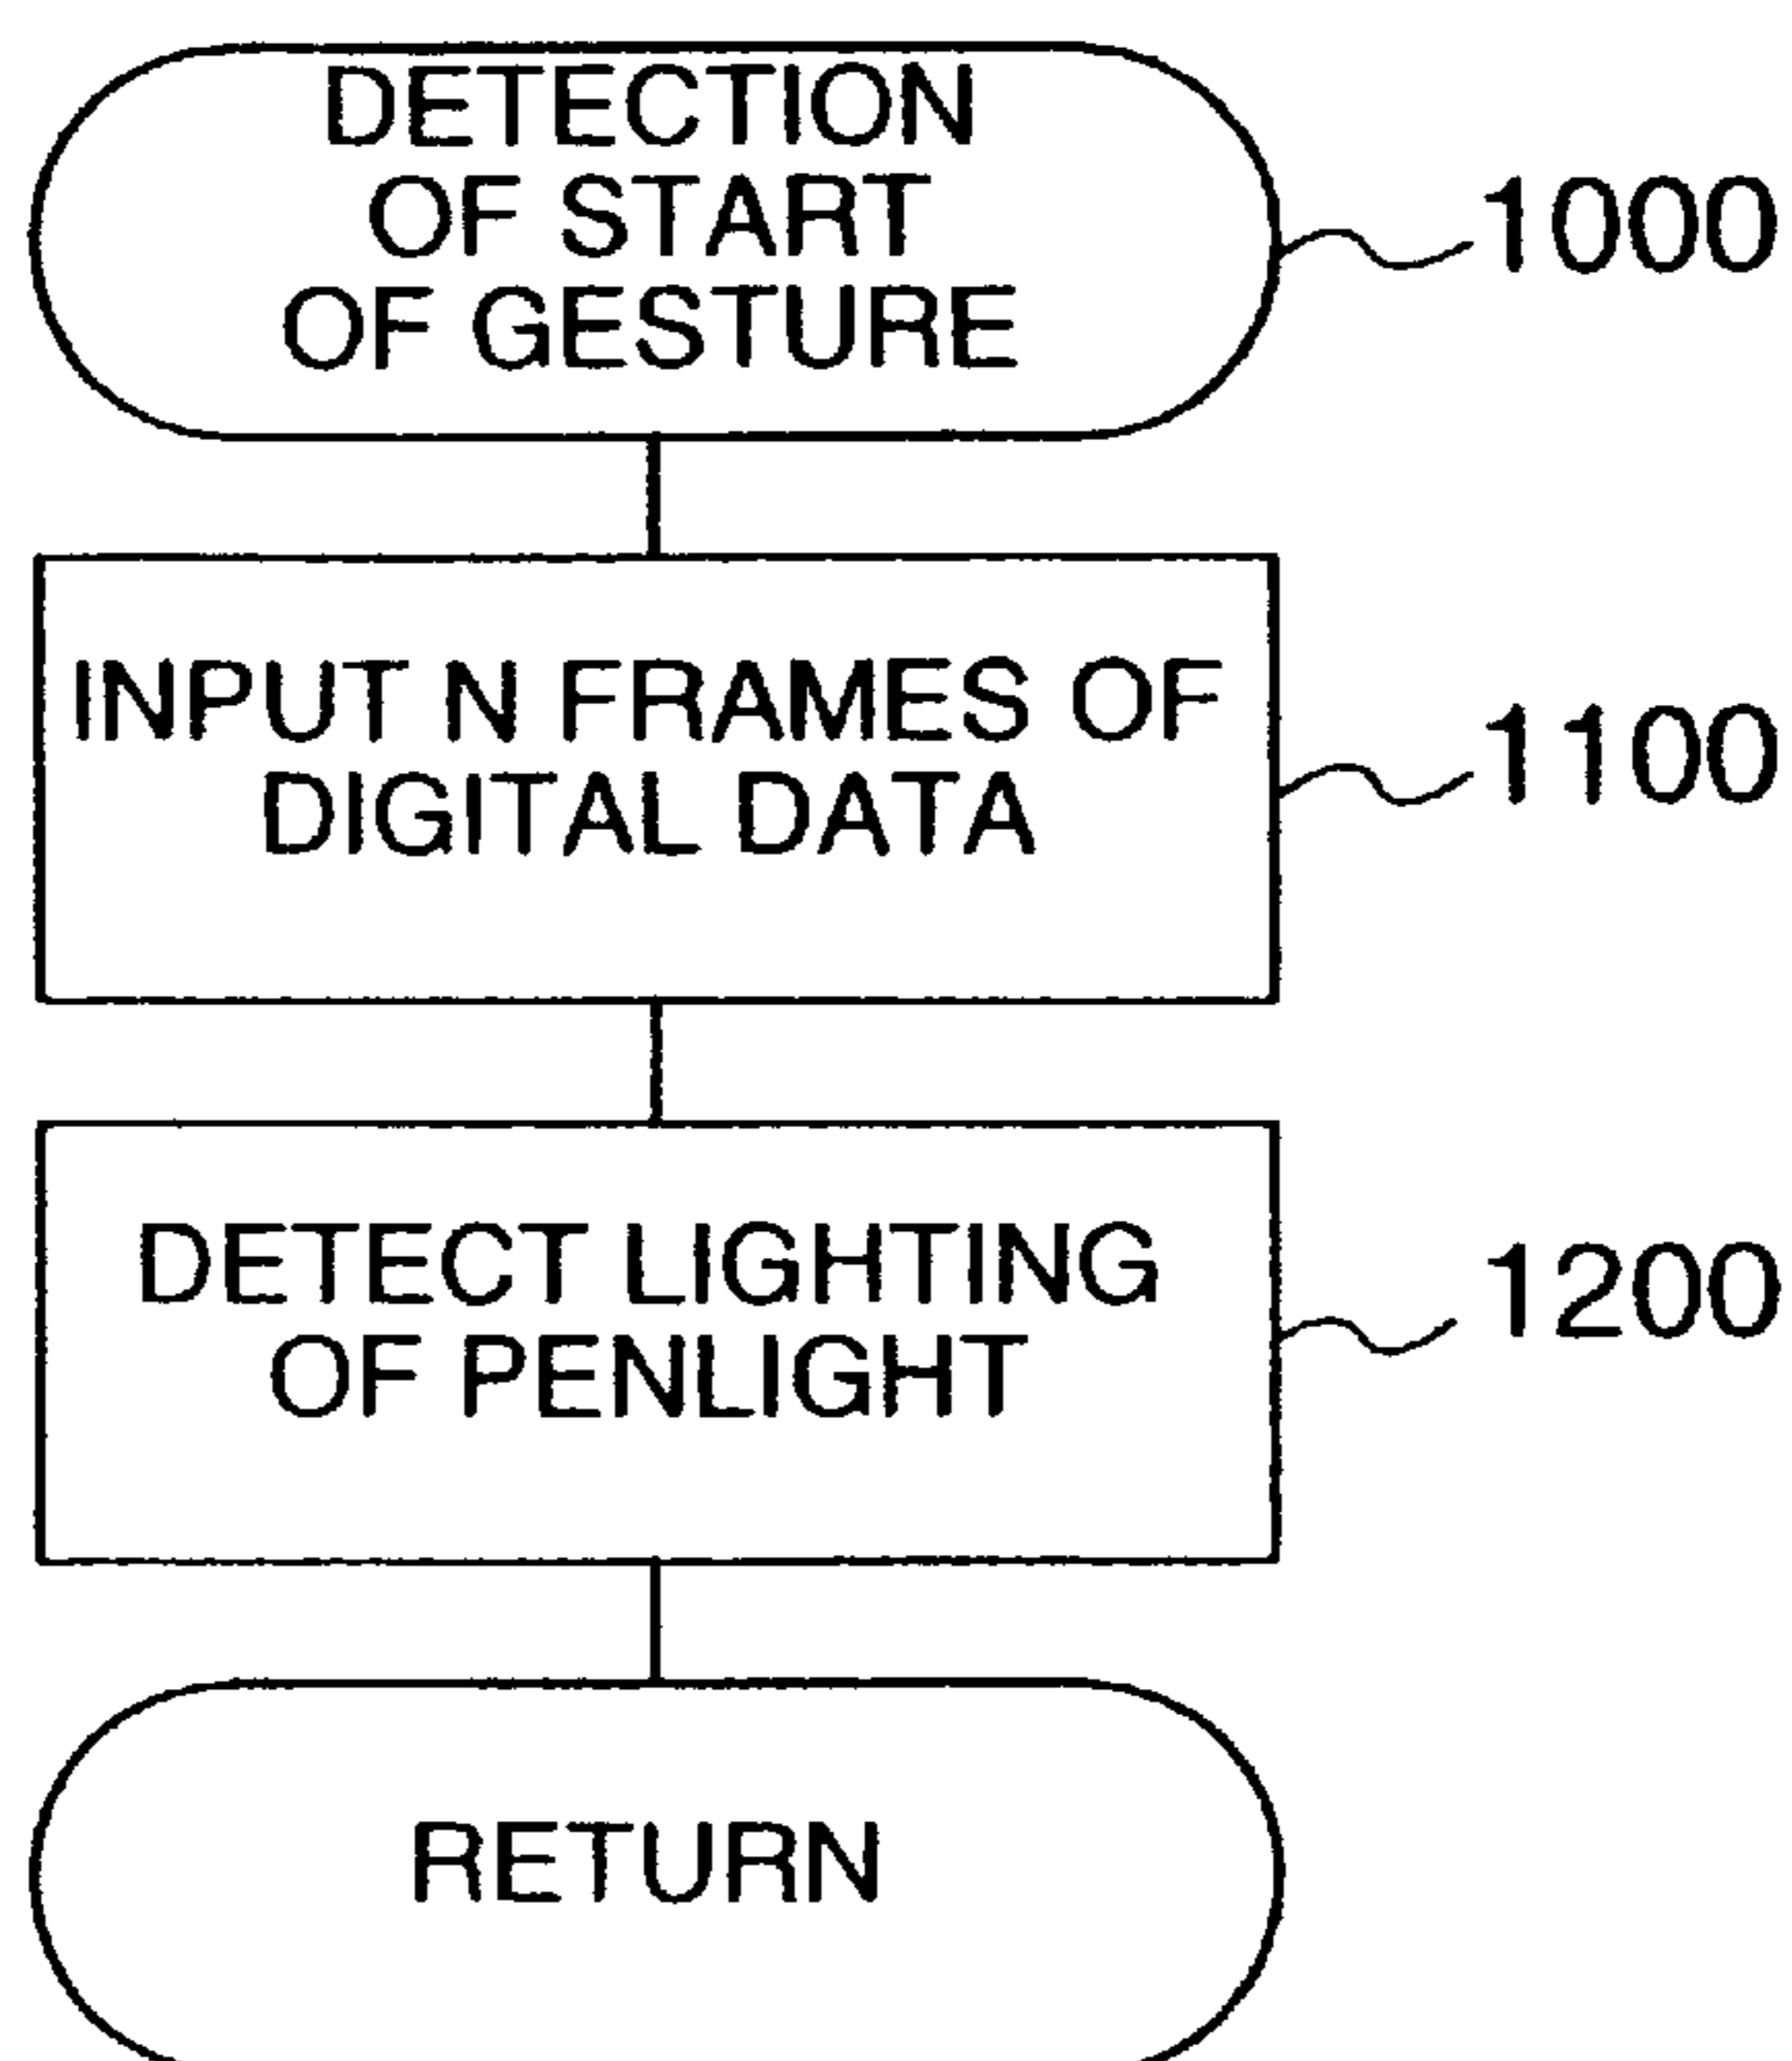 DETECTION
OF START
OF GESTURE
1000
INPUT N FRAMES OF
DIGITAL DATA
1100
DETECT LIGHTING
OF PENLIGHT
1200
RETURN